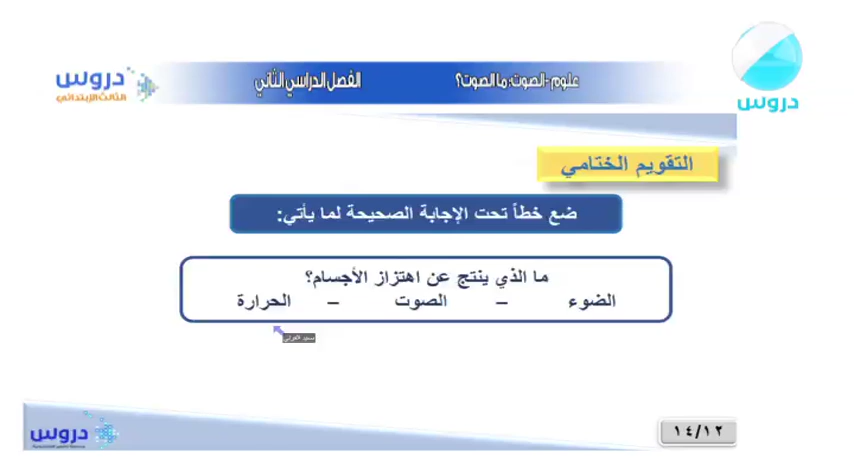 دروس
علوم - الصوت: ما الصوت؟
الفصل الدراسي الثاني
دروس
الثالث الابتدائي
التقويم الختامي
ضع خطاً تحت الإجابة الصحيحة لما يأتي:
ما الذي ينتج عن اهتزاز الأجسام؟
الضوء – الصوت – الحرارة
١٤/١٢
دروس